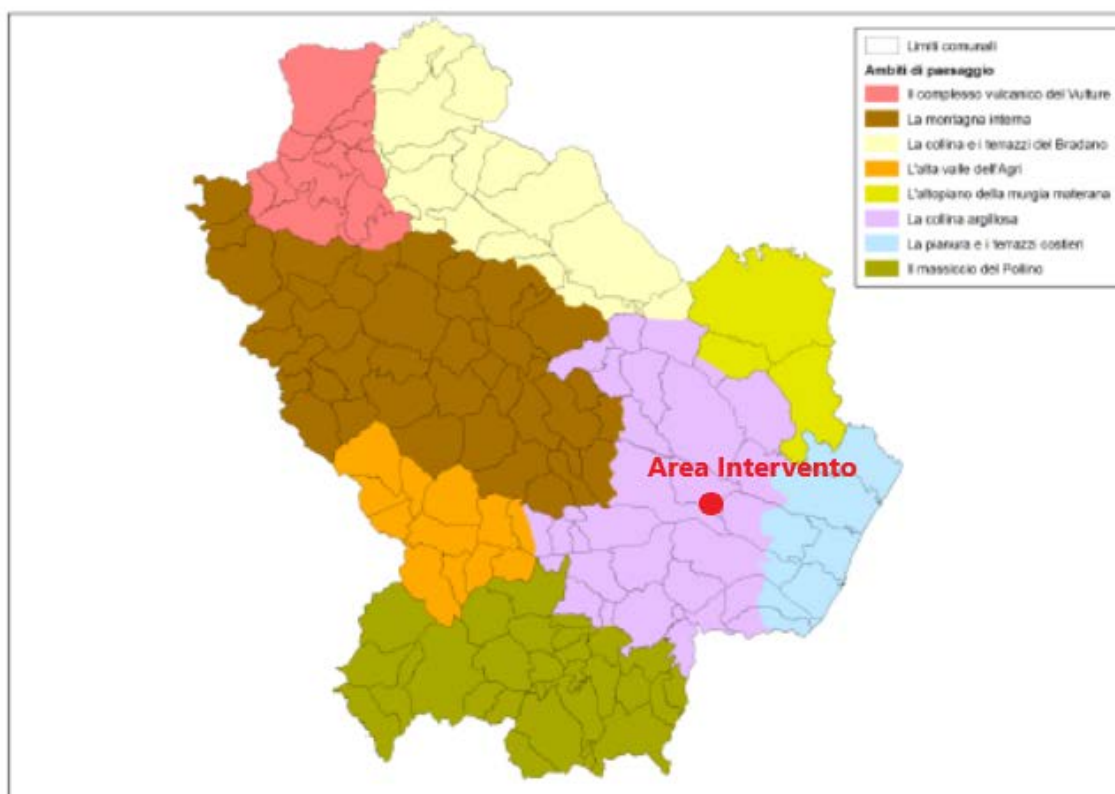 Limiti comunali
Ambiti di paesaggio
Il complesso vulcanico del Vulture
La montagna interna
La collina e i terrazzi del Bradano
L'alta valle dell'Agri
L'altopiano della murgia materana
La collina argillosa
La pianura e i terrazzi costieri
Il massiccio del Pollino
Area Intervento